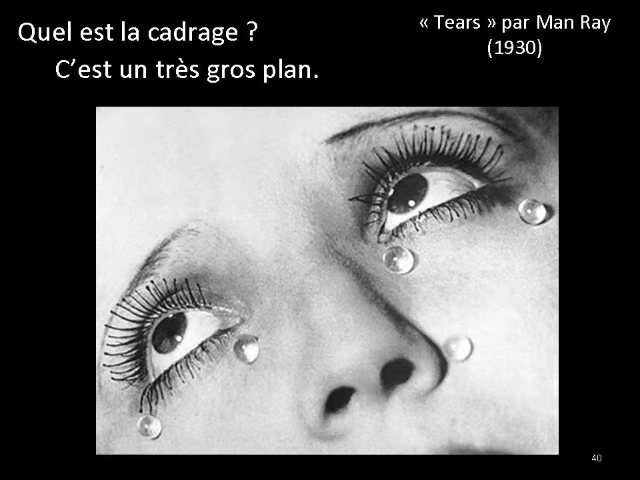 Quel est la cadrage ?
C’est un très gros plan.
« Tears » par Man Ray
(1930)
40